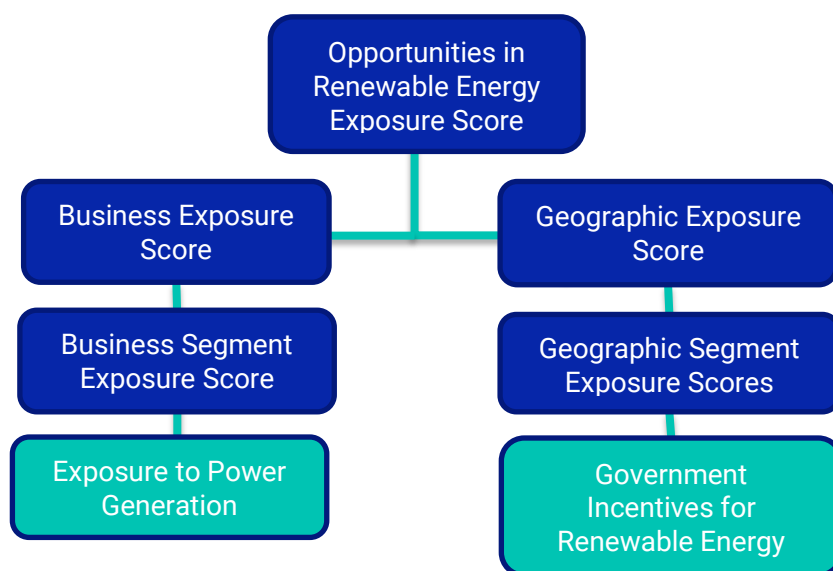 Opportunities in
Renewable Energy
Exposure Score
Business Exposure
Score
Geographic Exposure
Score
Business Segment
Exposure Score
Geographic Segment
Exposure Scores
Exposure to Power
Generation
Government
Incentives for
Renewable Energy